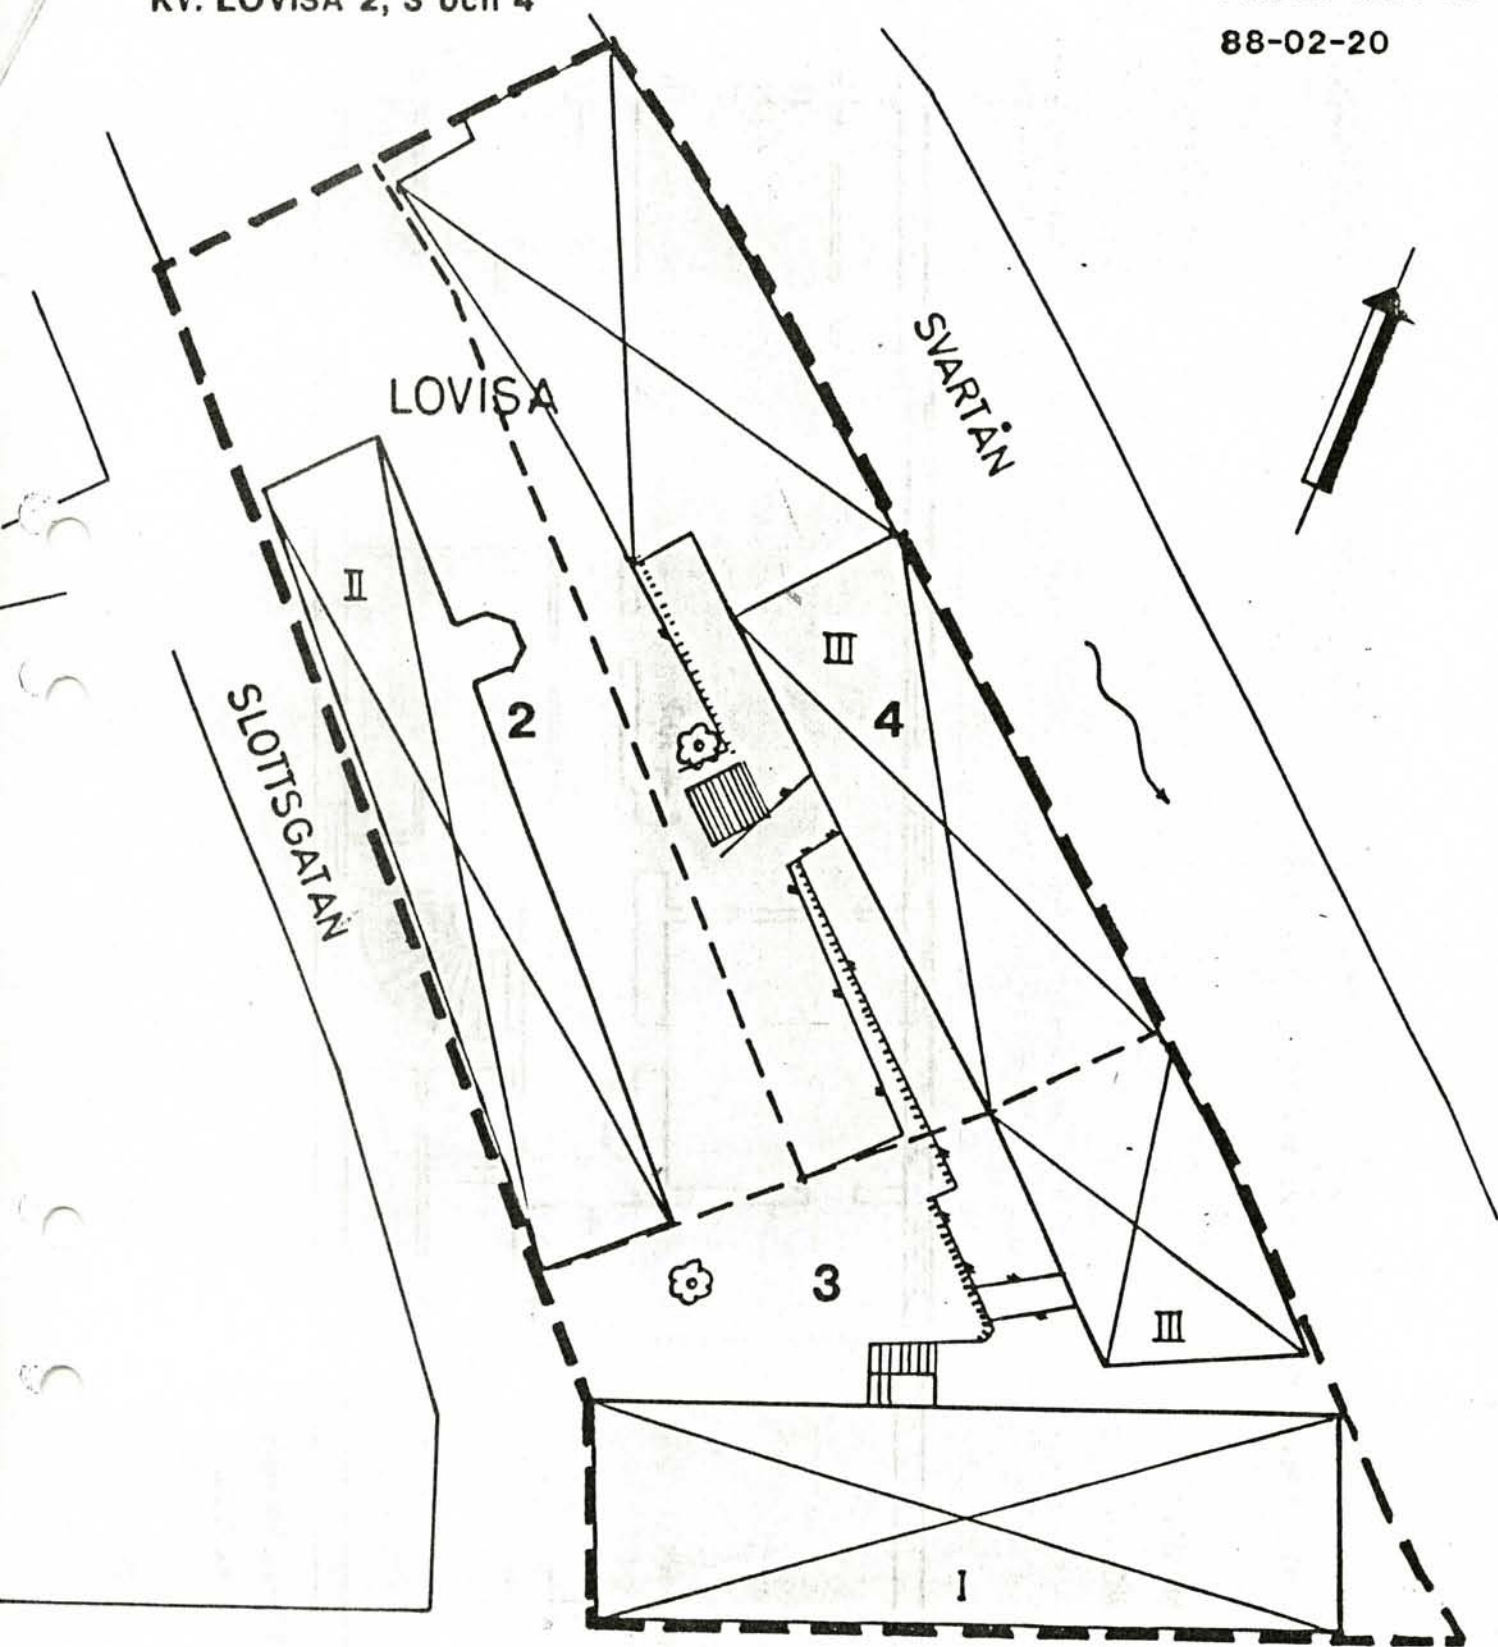 KV. LOVISA 2, 3 och 4
88-02-20
SVARTÅN
LOVISA
II
III
2
4
SLOTTSGATAN
3
III
I